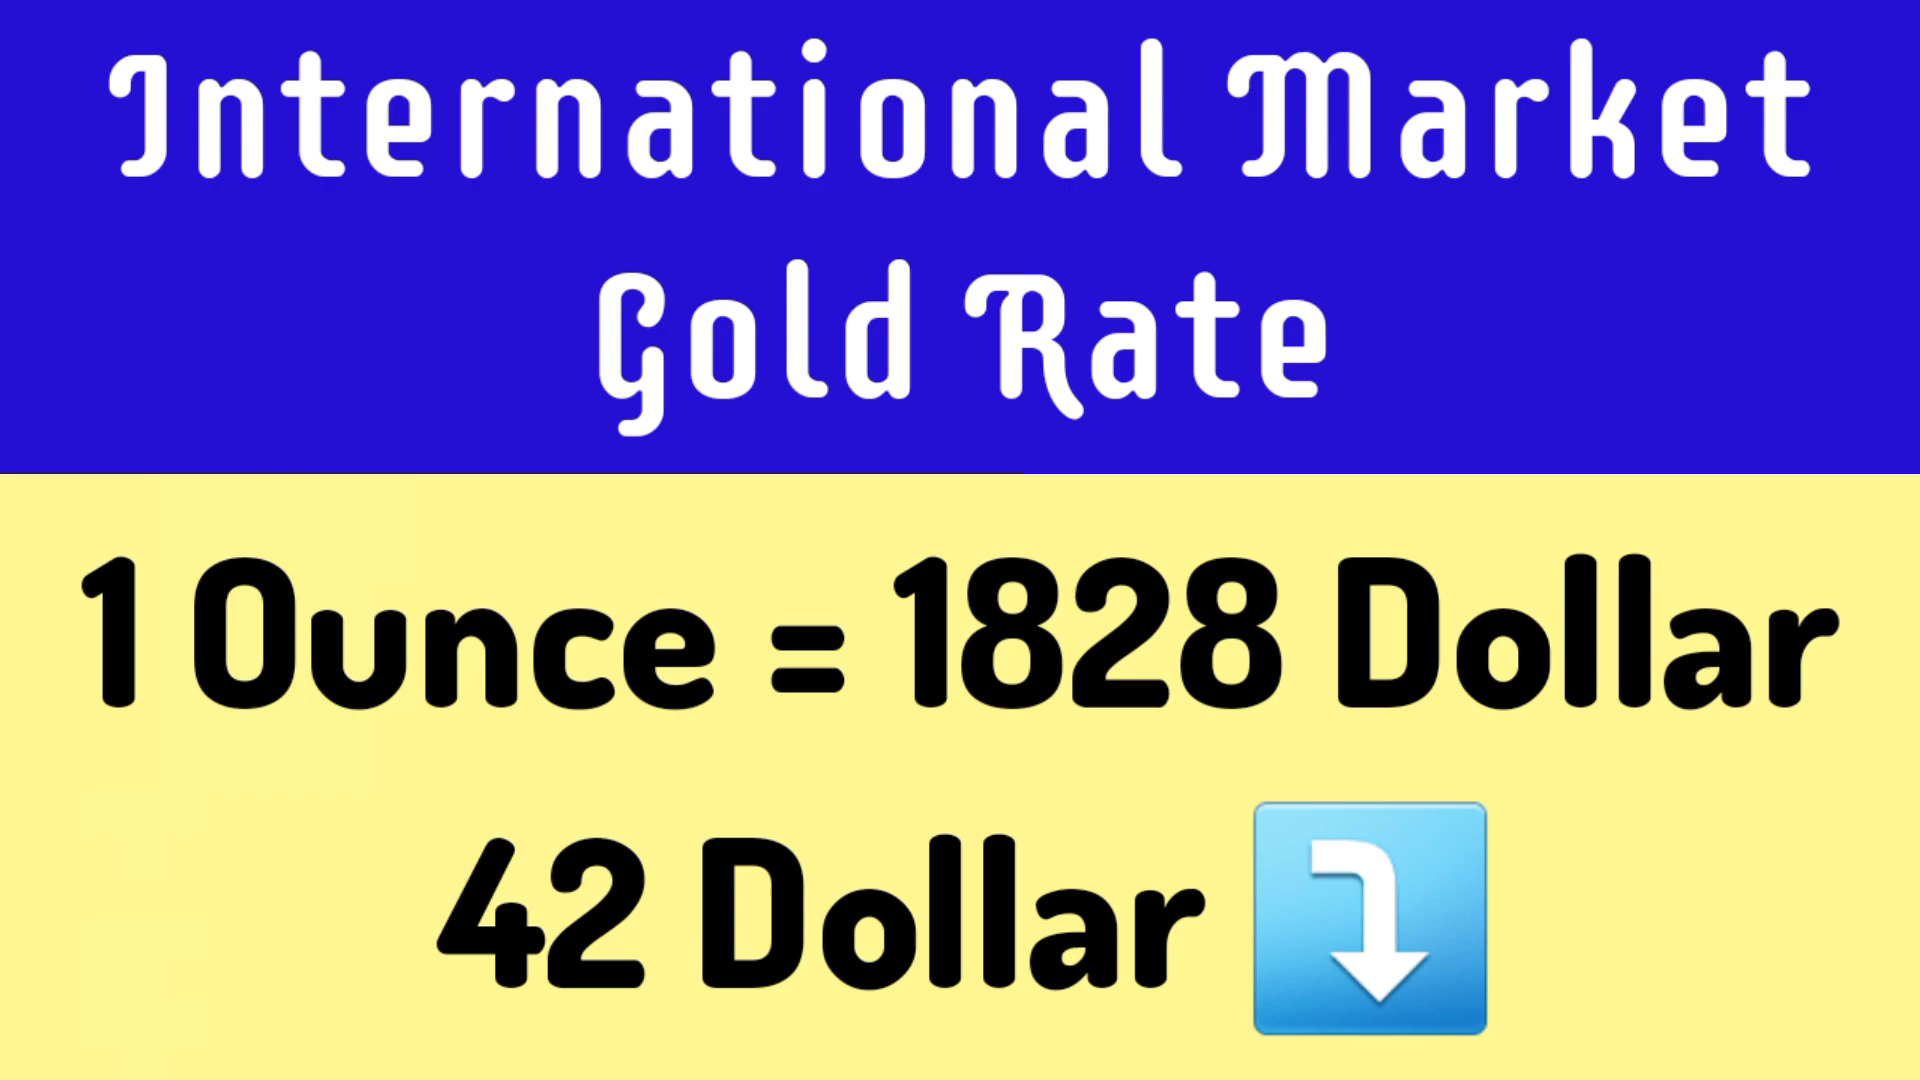 International Market
Gold Rate
1 Ounce = 1828 Dollar
42 Dollar ⤵